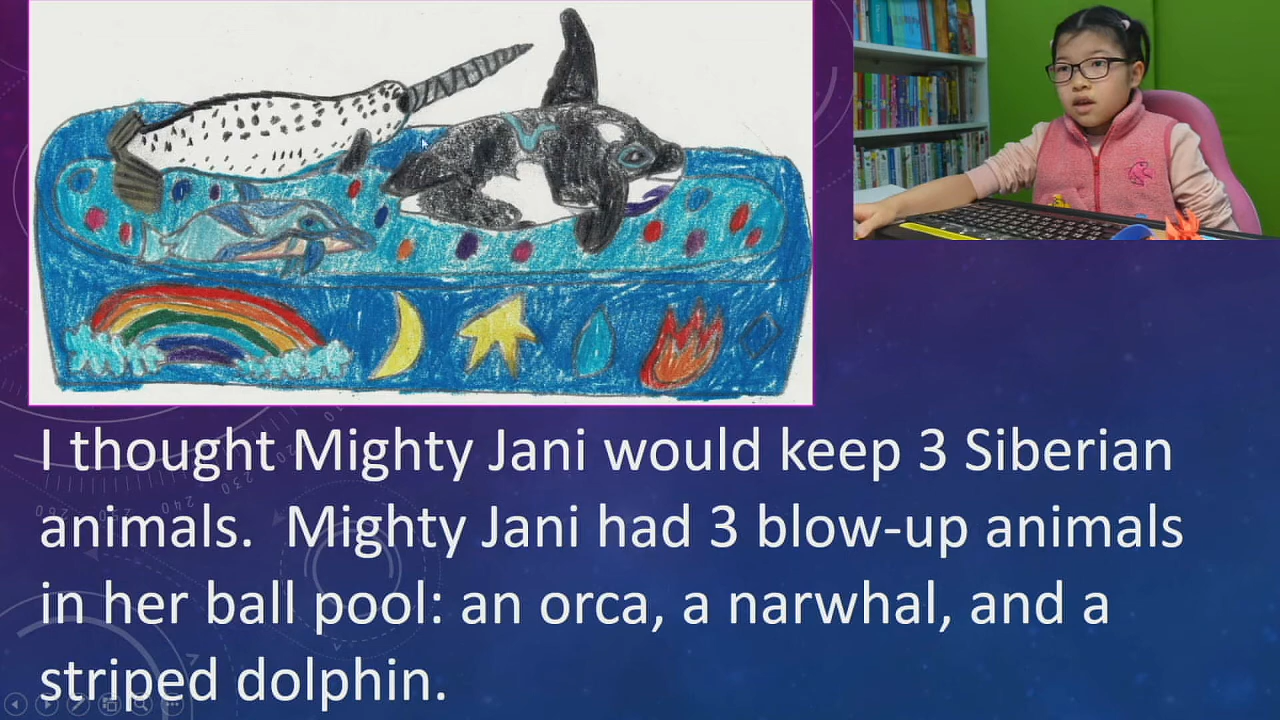 I thought Mighty Jani would keep 3 Siberian
animals.  Mighty Jani had 3 blow-up animals
in her ball pool: an orca, a narwhal, and a
striped dolphin.